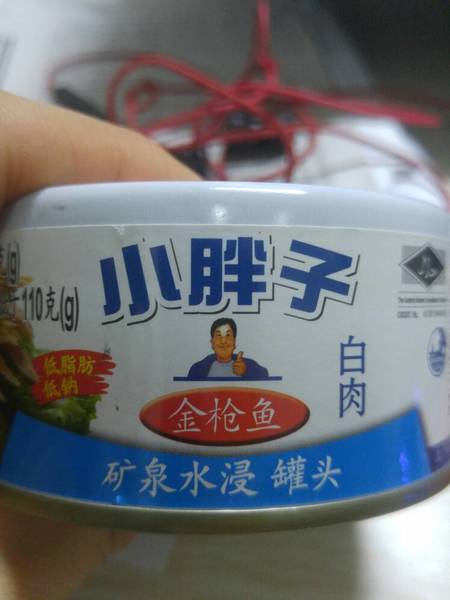 小胖子
110克(g)
低脂肪
低钠
白肉
金枪鱼
矿泉水浸 罐头